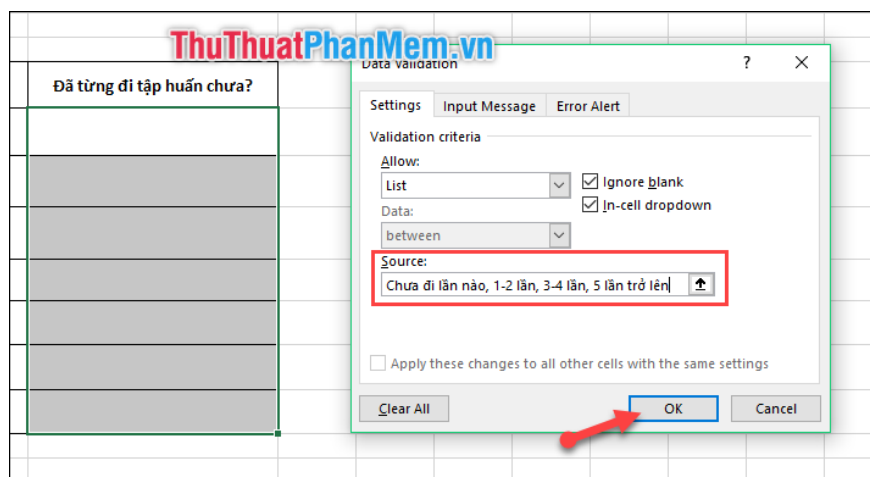 ThuThuatPhanMem.vn
Data Validation
?
Đã từng đi tập huấn chưa?
Settings
Input Message
Error Alert
Validation criteria
Allow:
List
Ignore blank
In-cell dropdown
Data:
between
Source:
Chưa đi lần nào, 1-2 lần, 3-4 lần, 5 lần trở lên
Apply these changes to all other cells with the same settings
Clear All
OK
Cancel